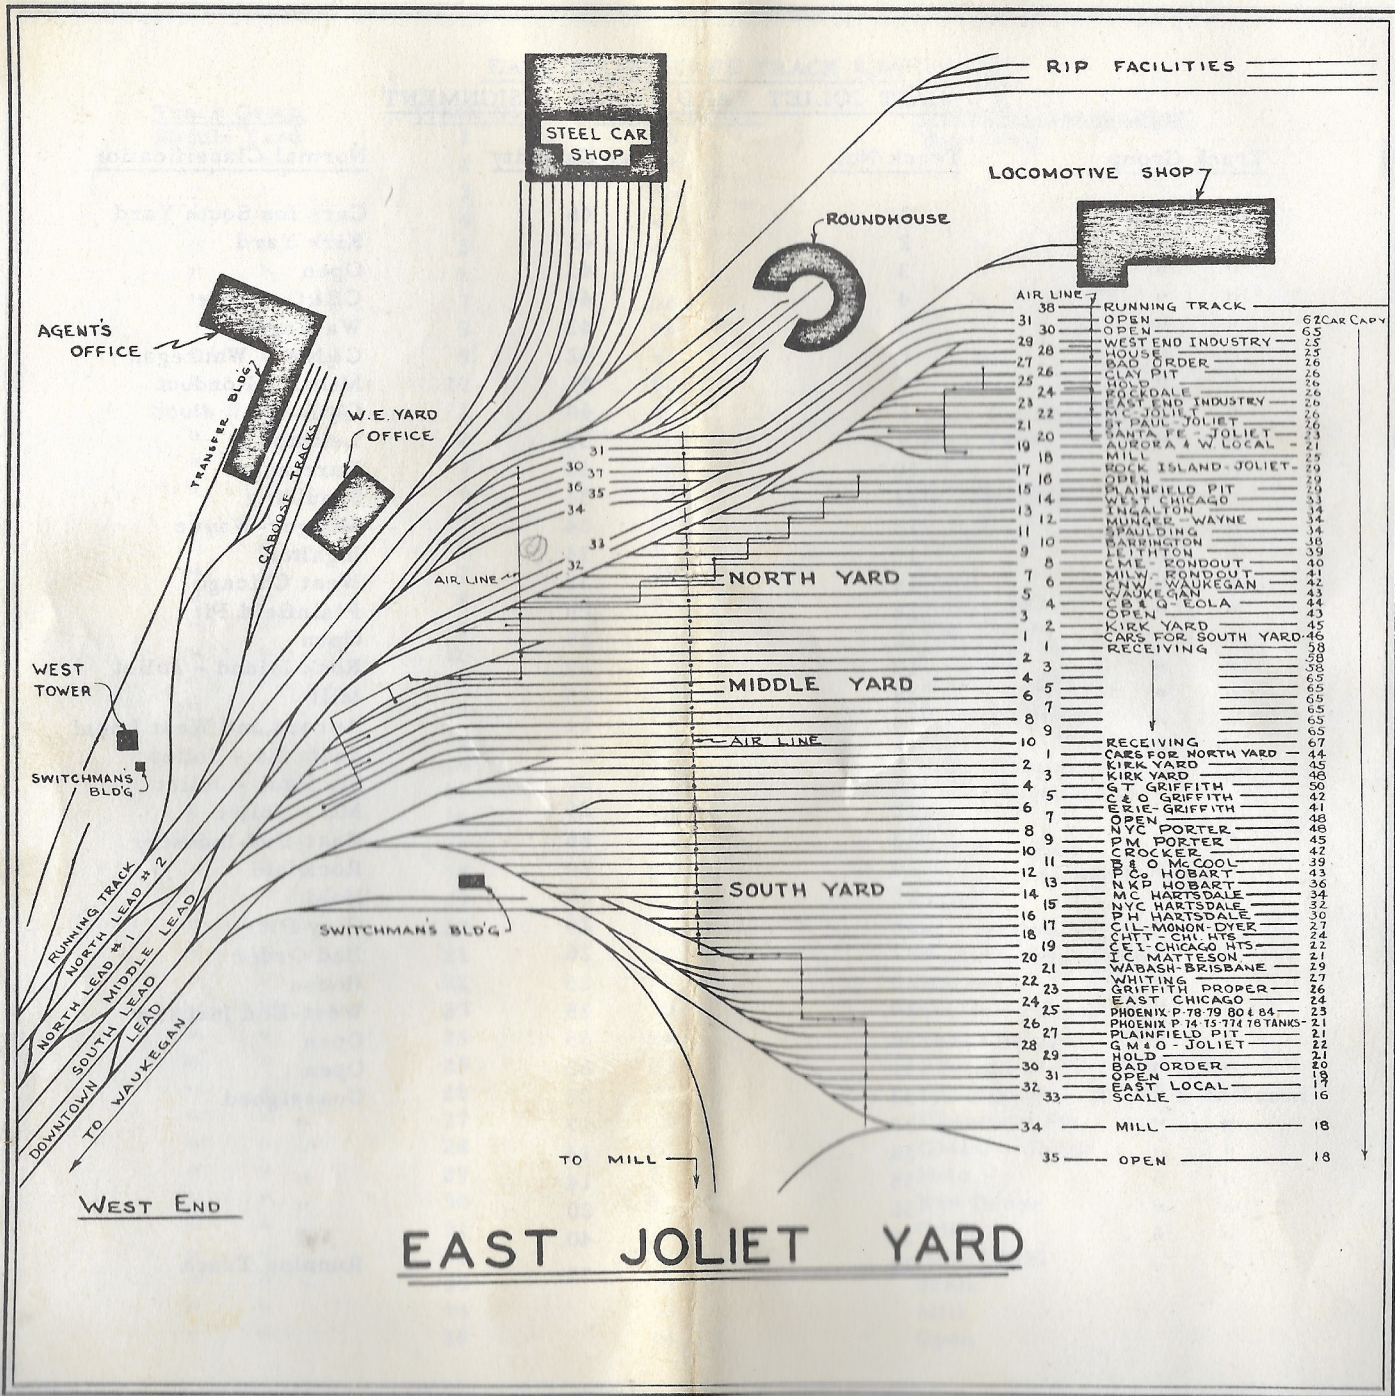 RIP FACILITIES
STEEL CAR
SHOP
LOCOMOTIVE SHOP
ROUNDHOUSE
AGENT'S
OFFICE
TRANSFER BLD'G
CABOOSE TRACKS
W.E. YARD
OFFICE
AIR LINE
38 RUNNING TRACK
31 OPEN 62 CAR CAP'Y
30 OPEN 65
29 WEST END INDUSTRY 25
28 HOUSE 25
27 BAD ORDER 26
26 CLAY PIT 26
25 HOLD 26
24 ROCKDALE 26
23 EAST END INDUSTRY 26
22 M.C. JOLIET 26
21 ST PAUL - JOLIET 26
20 SANTA FE - JOLIET 23
19 AURORA & W. LOCAL 21
18 MILL 25
17 ROCK ISLAND - JOLIET 29
16 OPEN 29
15 PLAINFIELD PIT 29
14 WEST CHICAGO 33
13 34
12 MUNGER - WAYNE 34
11 SPAULDING 34
10 BARRINGTON 38
9 LEITHTON 39
8 CME - RONDOUT 40
7 MILW - RONDOUT 41
6 CNW - WAUKEGAN 42
5 WAUKEGAN 43
4 CB & Q - EOLA 44
3 OPEN 43
2 KIRK YARD 45
1 CARS FOR SOUTH YARD 46
1 RECEIVING 58
2 58
3 58
4 65
5 65
6 65
7 65
8 65
9 65
10 RECEIVING 67
1 CARS FOR NORTH YARD 44
2 KIRK YARD 45
3 KIRK YARD 48
4 GT GRIFFITH 50
5 C & O GRIFFITH 42
6 ERIE - GRIFFITH 41
7 OPEN 48
8 NYC PORTER 48
9 PM PORTER 45
10 CROCKER 42
11 B & O McCOOL 39
12 P Co HOBART 43
13 NKP HOBART 36
14 MC HARTSDALE 34
15 NYC HARTSDALE 32
16 PH HARTSDALE 30
17 CIL - MONON - DYER 27
18 CHTT - CHI. HTS. 24
19 CEI - CHICAGO HTS. 22
20 IC MATTESON 21
21 WABASH - BRISBANE 29
22 WHITING 27
23 GRIFFITH PROPER 26
24 EAST CHICAGO 24
25 PHOENIX P-78-79 80 & 84 23
26 PHOENIX P 74-75-77 & 78 TANKS 21
27 PLAINFIELD PIT 21
28 G M & O - JOLIET 22
29 HOLD 21
30 BAD ORDER 20
31 OPEN 18
32 EAST LOCAL 17
33 SCALE 16
34 MILL 18
35 OPEN 18
31
30
37
36
35
34
33
32
AIR LINE
NORTH YARD
MIDDLE YARD
AIR LINE
SOUTH YARD
WEST
TOWER
SWITCHMANS
BLD'G
SWITCHMAN'S BLD'G
RUNNING TRACK
NORTH LEAD #2
NORTH LEAD #1
SOUTH MIDDLE LEAD
SOUTH LEAD
DOWNTOWN LEAD
TO WAUKEGAN
TO MILL
WEST END
EAST JOLIET YARD